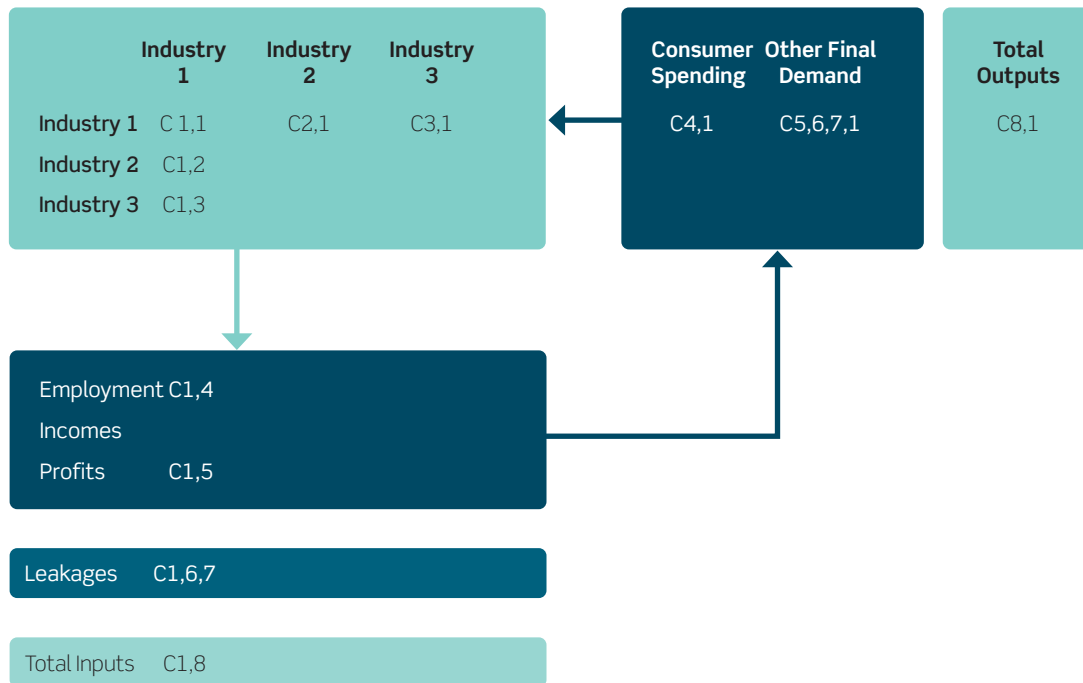 Industry 1 Industry 2 Industry 3
Industry 1 C 1,1 C2,1 C3,1
Industry 2 C1,2
Industry 3 C1,3
Consumer Spending Other Final Demand
C4,1 C5,6,7,1
Total Outputs
C8,1
Employment C1,4
Incomes
Profits C1,5
Leakages C1,6,7
Total Inputs C1,8